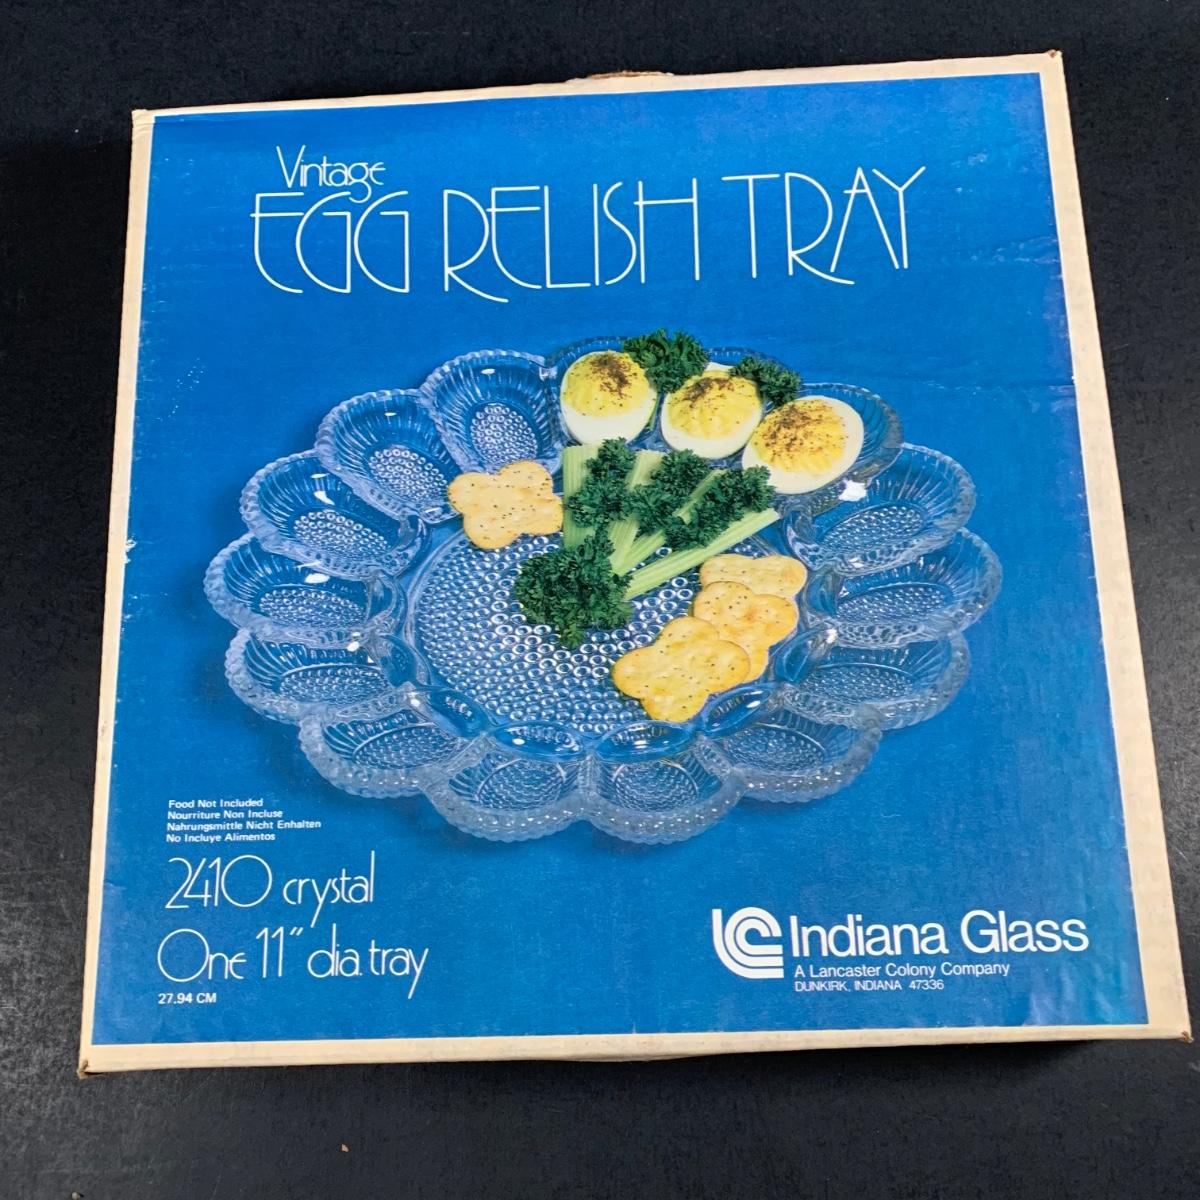 Vintage
EGG RELISH TRAY
Food Not Included
Nourriture Non Incluse
Nahrungsmittle Nicht Enhalten
No Incluye Alimentos
2410 crystal
One 11" dia. tray
27.94 CM
Indiana Glass
A Lancaster Colony Company
DUNKIRK, INDIANA 47336